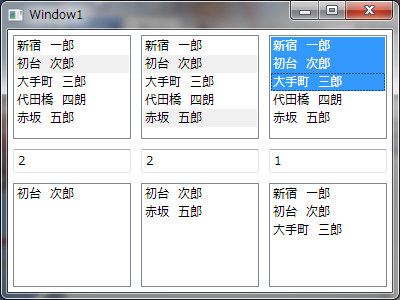 Window1
新宿 一郎
初台 次郎
大手町 三郎
代田橋 四朗
赤坂 五郎
新宿 一郎
初台 次郎
大手町 三郎
代田橋 四朗
赤坂 五郎
新宿 一郎
初台 次郎
大手町 三郎
代田橋 四朗
赤坂 五郎
2
2
1
初台 次郎
初台 次郎
赤坂 五郎
新宿 一郎
初台 次郎
大手町 三郎